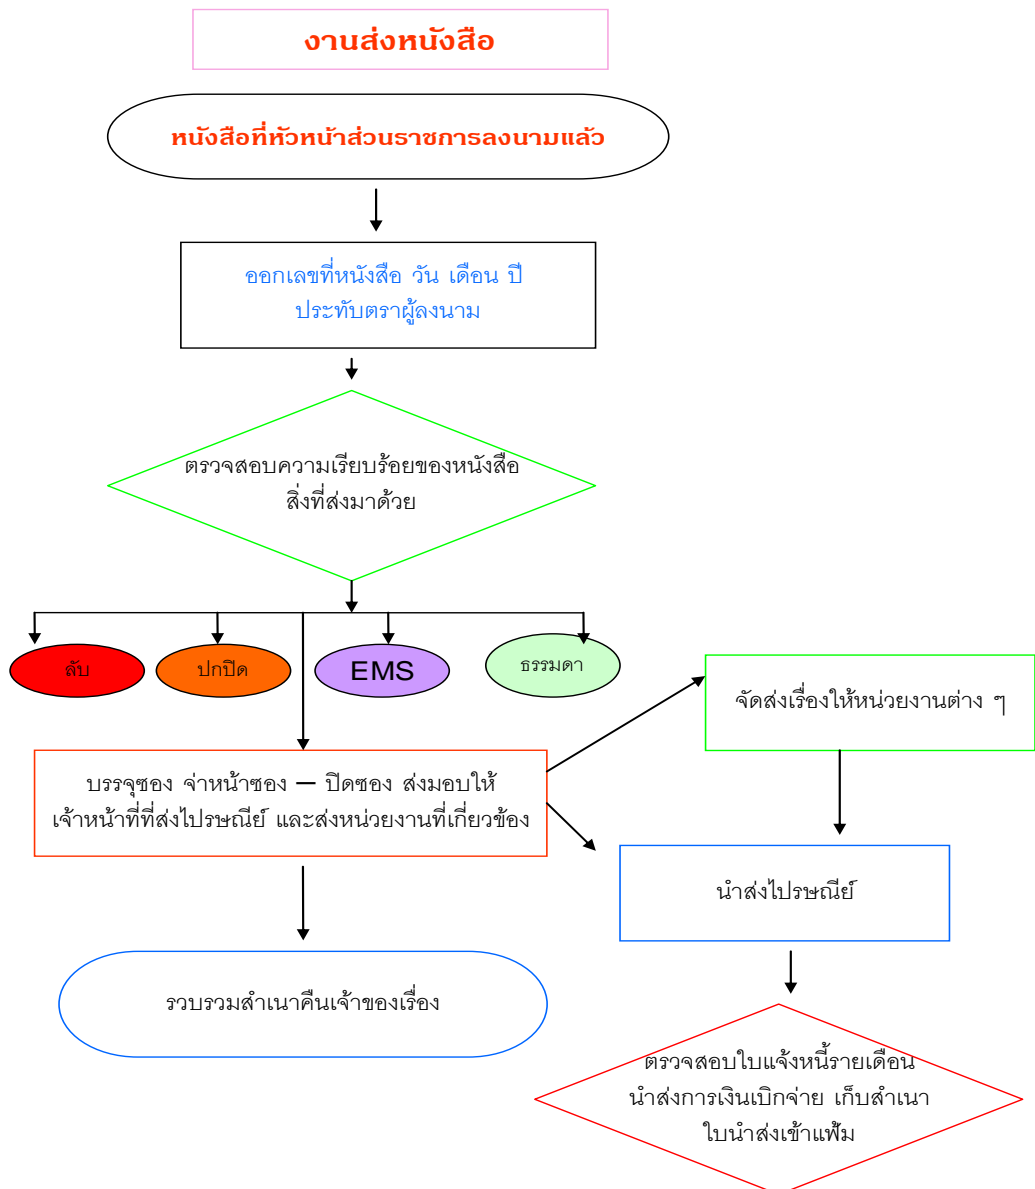 งานส่งหนังสือ
หนังสือที่หัวหน้าส่วนราชการลงนามแล้ว
ออกเลขที่หนังสือ วัน เดือน ปี
ประทับตราผู้ลงนาม
ตรวจสอบความเรียบร้อยของหนังสือ
สิ่งที่ส่งมาด้วย
ลับ
ปกปิด
EMS
ธรรมดา
จัดส่งเรื่องให้หน่วยงานต่าง ๆ
บรรจุซอง จ่าหน้าซอง – ปิดซอง ส่งมอบให้
เจ้าหน้าที่ที่ส่งไปรษณีย์ และส่งหน่วยงานที่เกี่ยวข้อง
นำส่งไปรษณีย์
รวบรวมสำเนาคืนเจ้าของเรื่อง
ตรวจสอบใบแจ้งหนี้รายเดือน
นำส่งการเงินเบิกจ่าย เก็บสำเนา
ใบนำส่งเข้าแฟ้ม